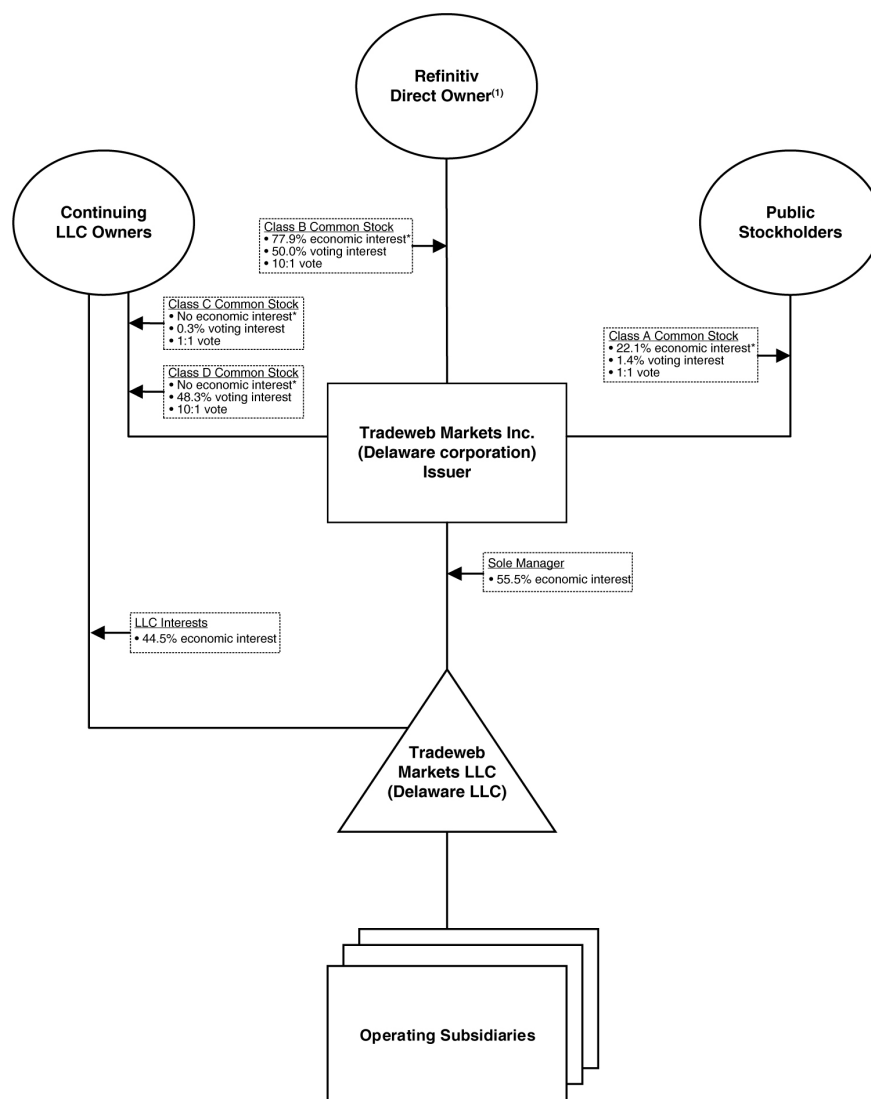 Refinitiv
Direct Owner(1)
Continuing
LLC Owners
Public
Stockholders
Class B Common Stock
• 77.9% economic interest*
• 50.0% voting interest
• 10:1 vote
Class C Common Stock
• No economic interest*
• 0.3% voting interest
• 1:1 vote
Class A Common Stock
• 22.1% economic interest*
• 1.4% voting interest
• 1:1 vote
Class D Common Stock
• No economic interest*
• 48.3% voting interest
• 10:1 vote
Tradeweb Markets Inc.
(Delaware corporation)
Issuer
Sole Manager
• 55.5% economic interest
LLC Interests
• 44.5% economic interest
Tradeweb
Markets LLC
(Delaware LLC)
Operating Subsidiaries